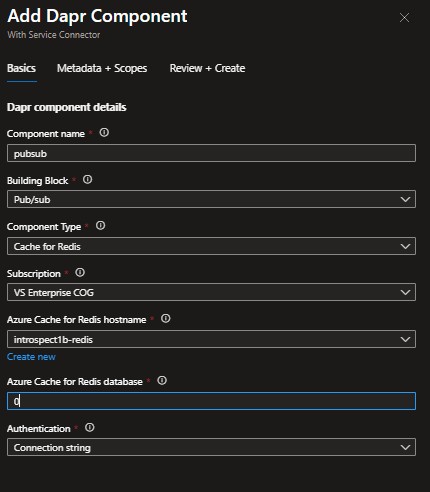 Add Dapr Component
With Service Connector
Basics Metadata + Scopes Review + Create
Dapr component details
Component name *
pubsub
Building Block *
Pub/sub
Component Type *
Cache for Redis
Subscription *
VS Enterprise COG
Azure Cache for Redis hostname *
introspect1b-redis
Create new
Azure Cache for Redis database *
0
Authentication *
Connection string